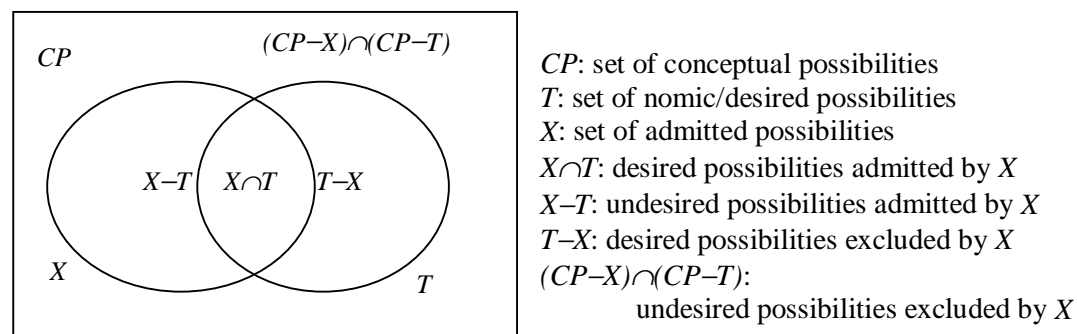 CP
(CP−X)∩(CP−T)
X−T
X∩T
T−X
X
T
CP: set of conceptual possibilities
T: set of nomic/desired possibilities
X: set of admitted possibilities
X∩T: desired possibilities admitted by X
X−T: undesired possibilities admitted by X
T−X: desired possibilities excluded by X
(CP−X)∩(CP−T):
undesired possibilities excluded by X